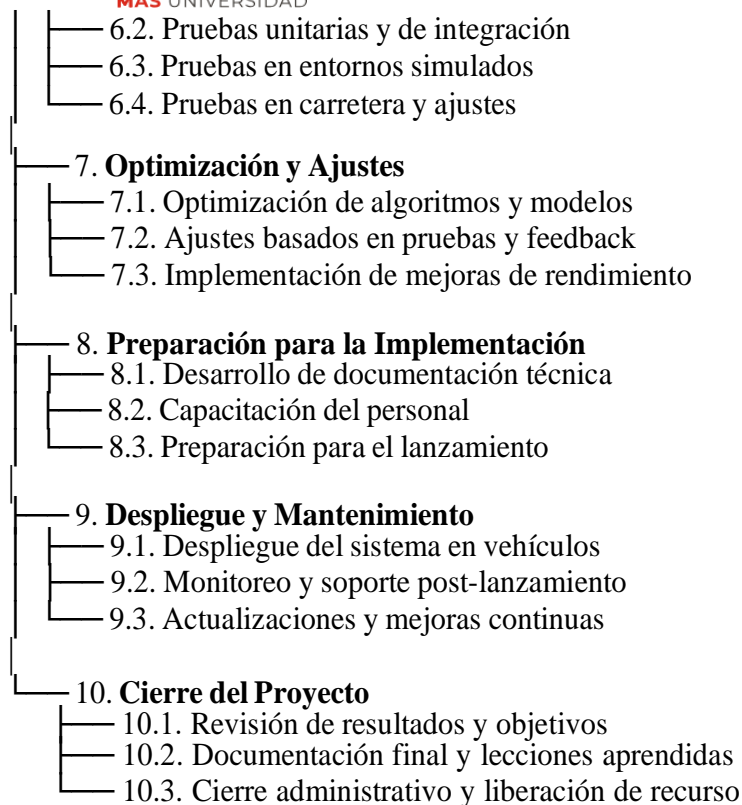 MÁS UNIVERSIDAD
6.2. Pruebas unitarias y de integración
6.3. Pruebas en entornos simulados
6.4. Pruebas en carretera y ajustes
7. Optimización y Ajustes
7.1. Optimización de algoritmos y modelos
7.2. Ajustes basados en pruebas y feedback
7.3. Implementación de mejoras de rendimiento
8. Preparación para la Implementación
8.1. Desarrollo de documentación técnica
8.2. Capacitación del personal
8.3. Preparación para el lanzamiento
9. Despliegue y Mantenimiento
9.1. Despliegue del sistema en vehículos
9.2. Monitoreo y soporte post-lanzamiento
9.3. Actualizaciones y mejoras continuas
10. Cierre del Proyecto
10.1. Revisión de resultados y objetivos
10.2. Documentación final y lecciones aprendidas
10.3. Cierre administrativo y liberación de recurso